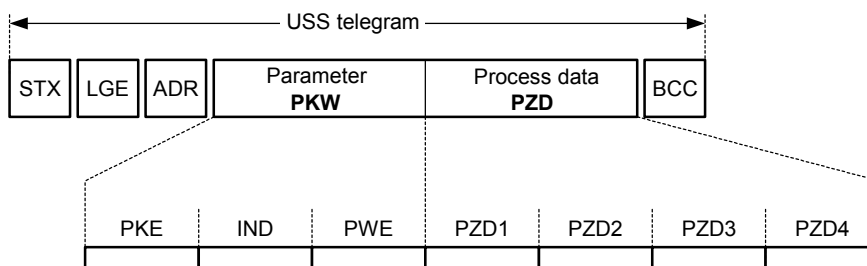 USS telegram
STX LGE ADR Parameter Process data BCC
PKW PZD
PKE IND PWE PZD1 PZD2 PZD3 PZD4